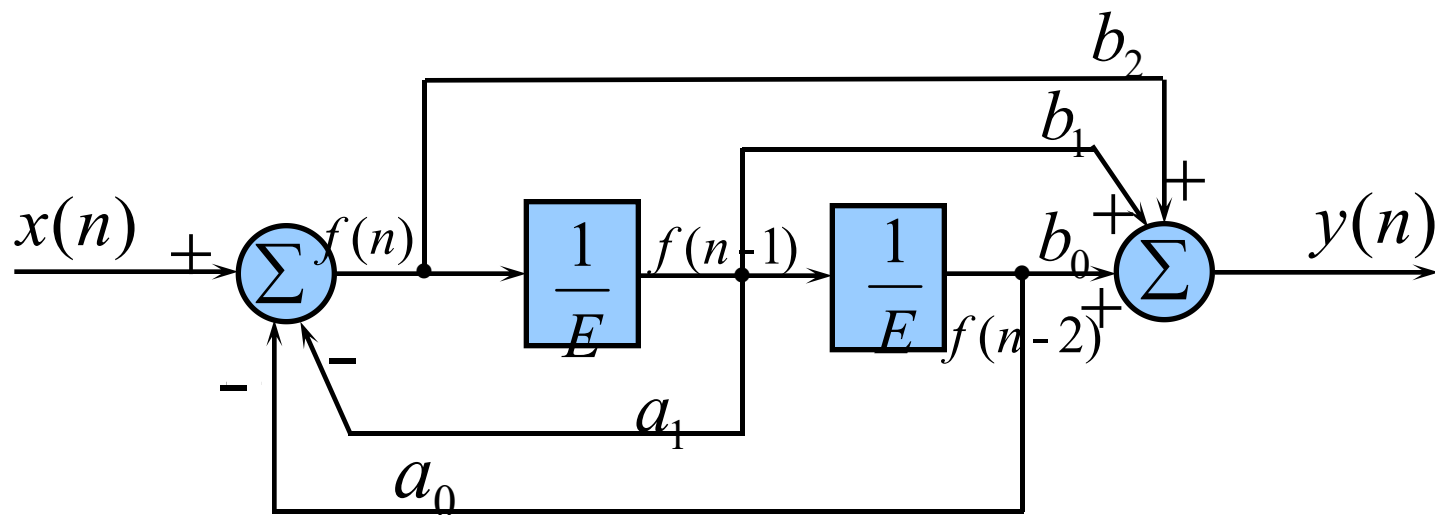 b₂
b₁
x(n) + Σ f(n) 1/E f(n-1) 1/E b₀ + + + Σ y(n)
f(n-2)
- -
a₁
a₀